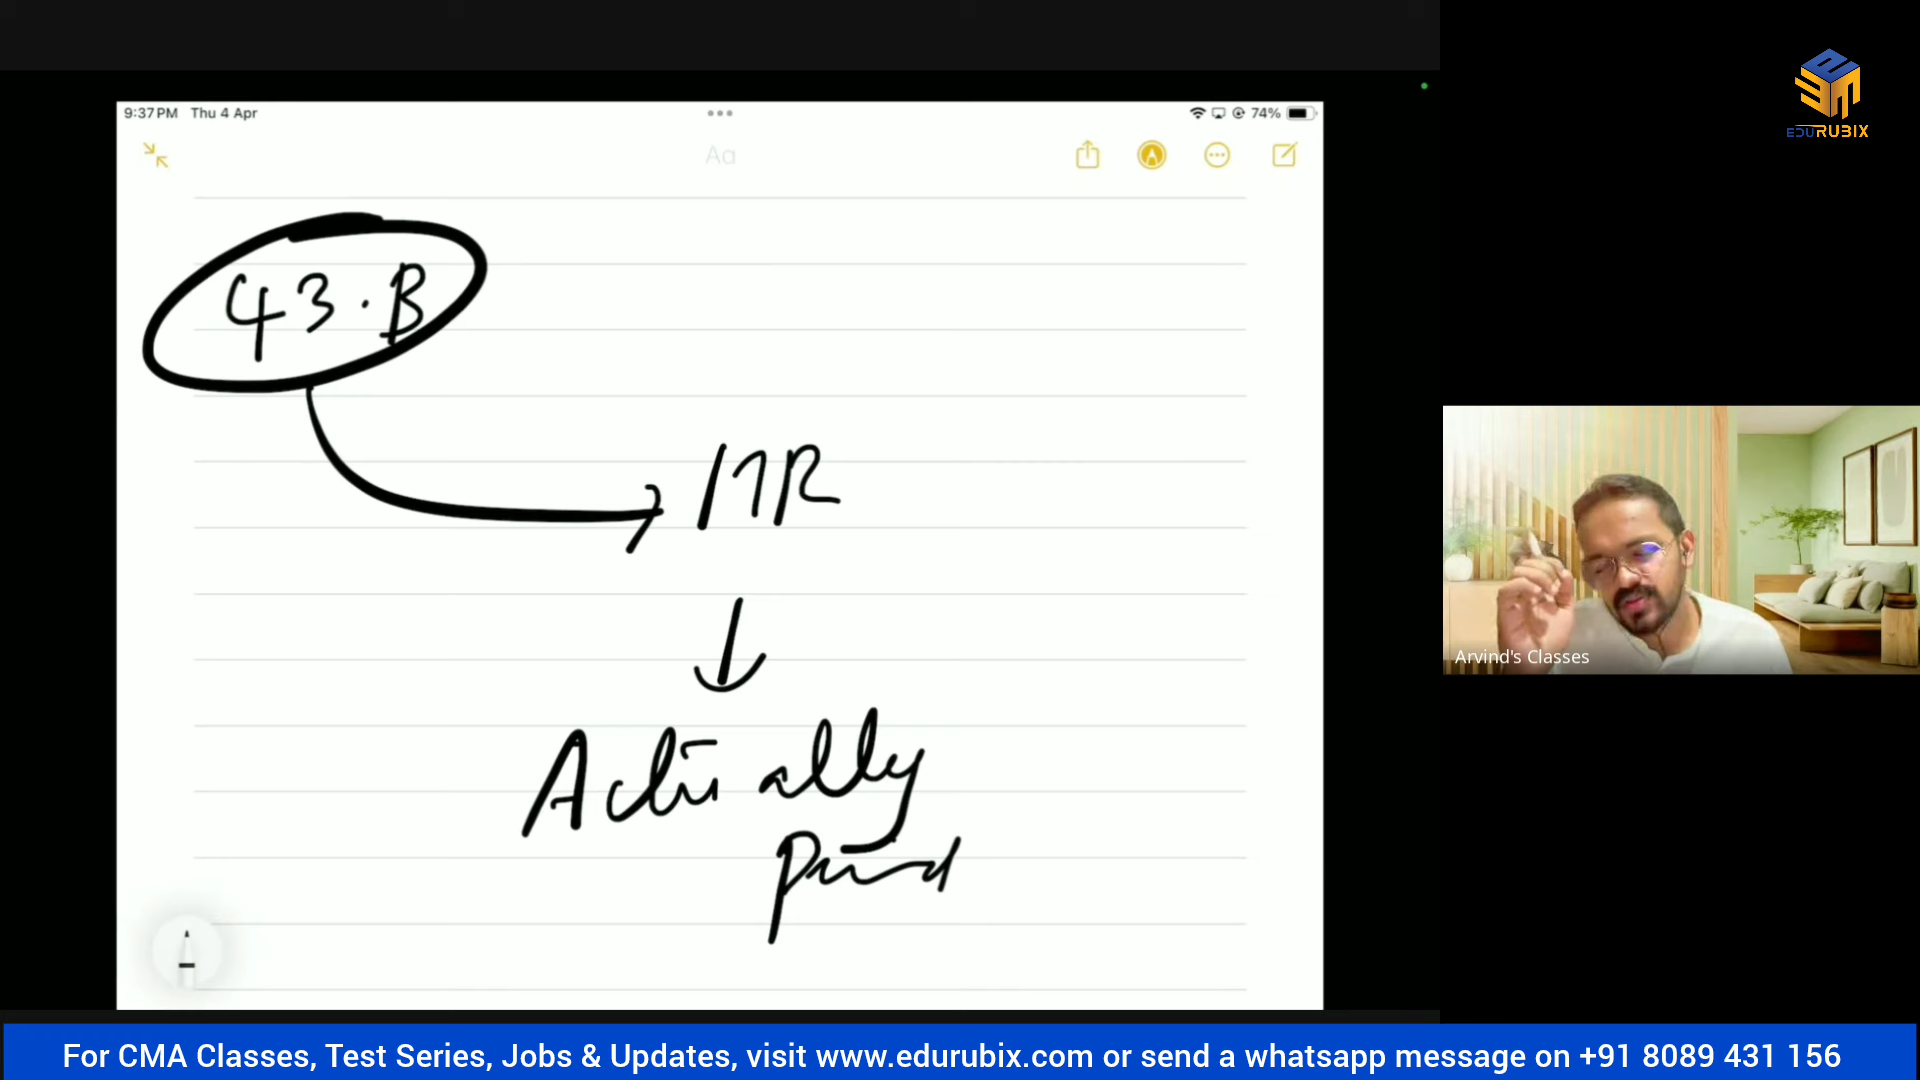 9:37 PM Thu 4 Apr
74%
Aa
EDURUBIX
43.B
ITR
Actually
paid
Arvind's Classes
For CMA Classes, Test Series, Jobs & Updates, visit www.edurubix.com or send a whatsapp message on +91 8089 431 156